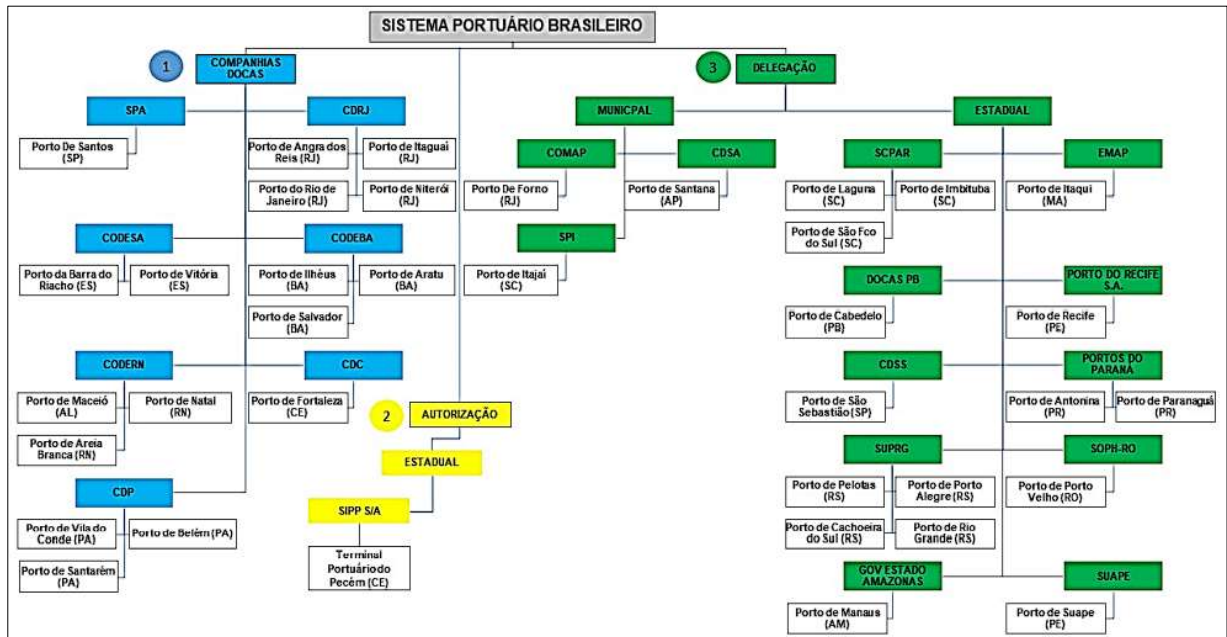 SISTEMA PORTUÁRIO BRASILEIRO
1
COMPANHIAS
DOCAS
SPA
Porto De Santos
(SP)
CDRJ
Porto de Angra dos
Reis (RJ)
Porto de Itaguaí
(RJ)
Porto do Rio de
Janeiro (RJ)
Porto de Niterói
(RJ)
CODESA
Porto da Barra do
Riacho (ES)
Porto de Vitória
(ES)
CODEBA
Porto de Ilhéus
(BA)
Porto de Aratu
(BA)
Porto de Salvador
(BA)
CODERN
Porto de Maceió
(AL)
Porto de Natal
(RN)
Porto de Areia
Branca (RN)
CDC
Porto de Fortaleza
(CE)
CDP
Porto de Vila do
Conde (PA)
Porto de Belém (PA)
Porto de Santarém
(PA)
2
AUTORIZAÇÃO
ESTADUAL
SIPP S/A
Terminal
Portuário do
Pecém (CE)
3
DELEGAÇÃO
MUNICPAL
COMAP
Porto De Forno
(RJ)
CDSA
Porto de Santana
(AP)
SPI
Porto de Itajaí
(SC)
ESTADUAL
SCPAR
Porto de Laguna
(SC)
Porto de Imbituba
(SC)
Porto de São Fco
do Sul (SC)
EMAP
Porto de Itaqui
(MA)
DOCAS PB
Porto de Cabedelo
(PB)
PORTO DO RECIFE
S.A.
Porto de Recife
(PE)
CDSS
Porto de São
Sebastião (SP)
PORTOS DO
PARANÁ
Porto de Antonina
(PR)
Porto de Paranaguá
(PR)
SUPRG
Porto de Pelotas
(RS)
Porto de Porto
Alegre (RS)
Porto de Cachoeira
do Sul (RS)
Porto de Rio
Grande (RS)
SOPH-RO
Porto de Porto
Velho (RO)
GOV ESTADO
AMAZONAS
Porto de Manaus
(AM)
SUAPE
Porto de Suape
(PE)